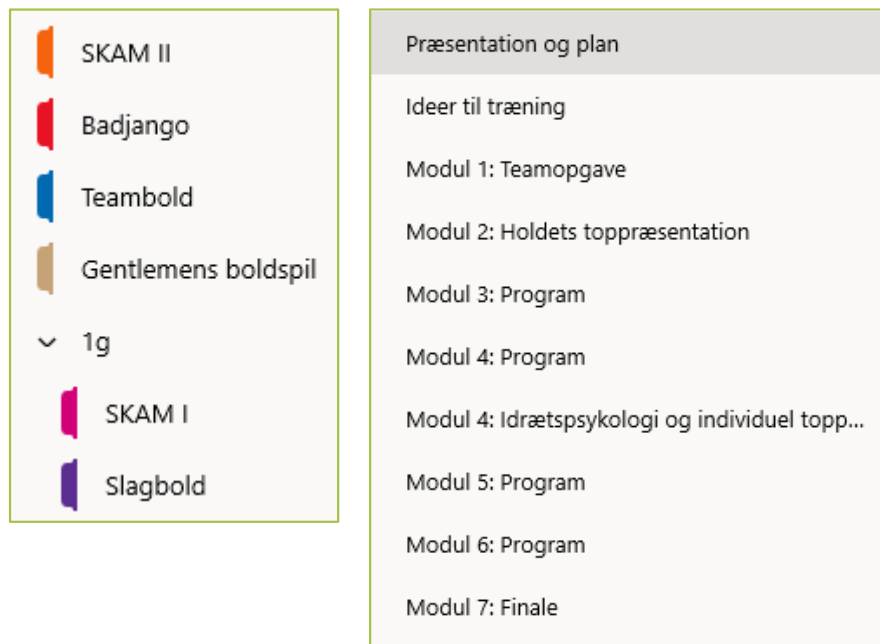 SKAM II
Badjango
Teambold
Gentlemens boldspil
1g
SKAM I
Slagbold
Præsentation og plan
Ideer til træning
Modul 1: Teamopgave
Modul 2: Holdets toppræsentation
Modul 3: Program
Modul 4: Program
Modul 4: Idrætspsykologi og individuel topp...
Modul 5: Program
Modul 6: Program
Modul 7: Finale